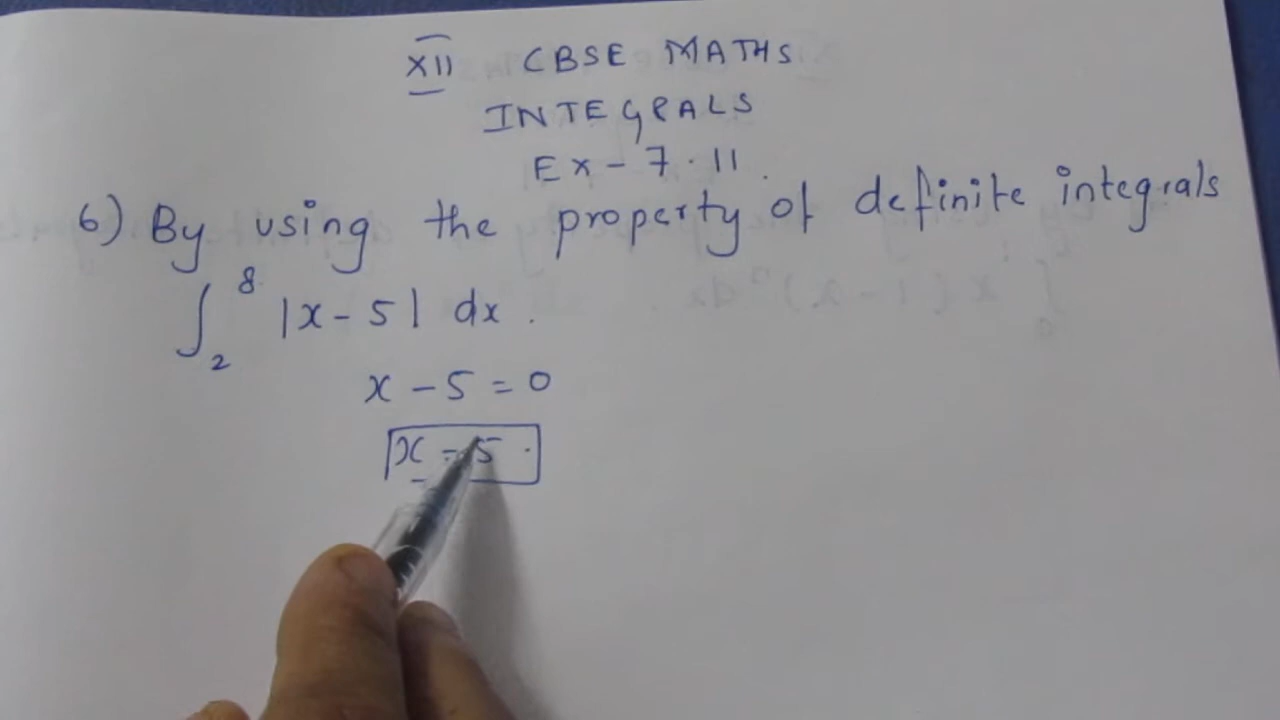 XII CBSE MATHS
INTEGRALS
Ex - 7.11.
6) By using the property of definite integrals
∫₂⁸ |x - 5| dx.
x - 5 = 0
x = 5.